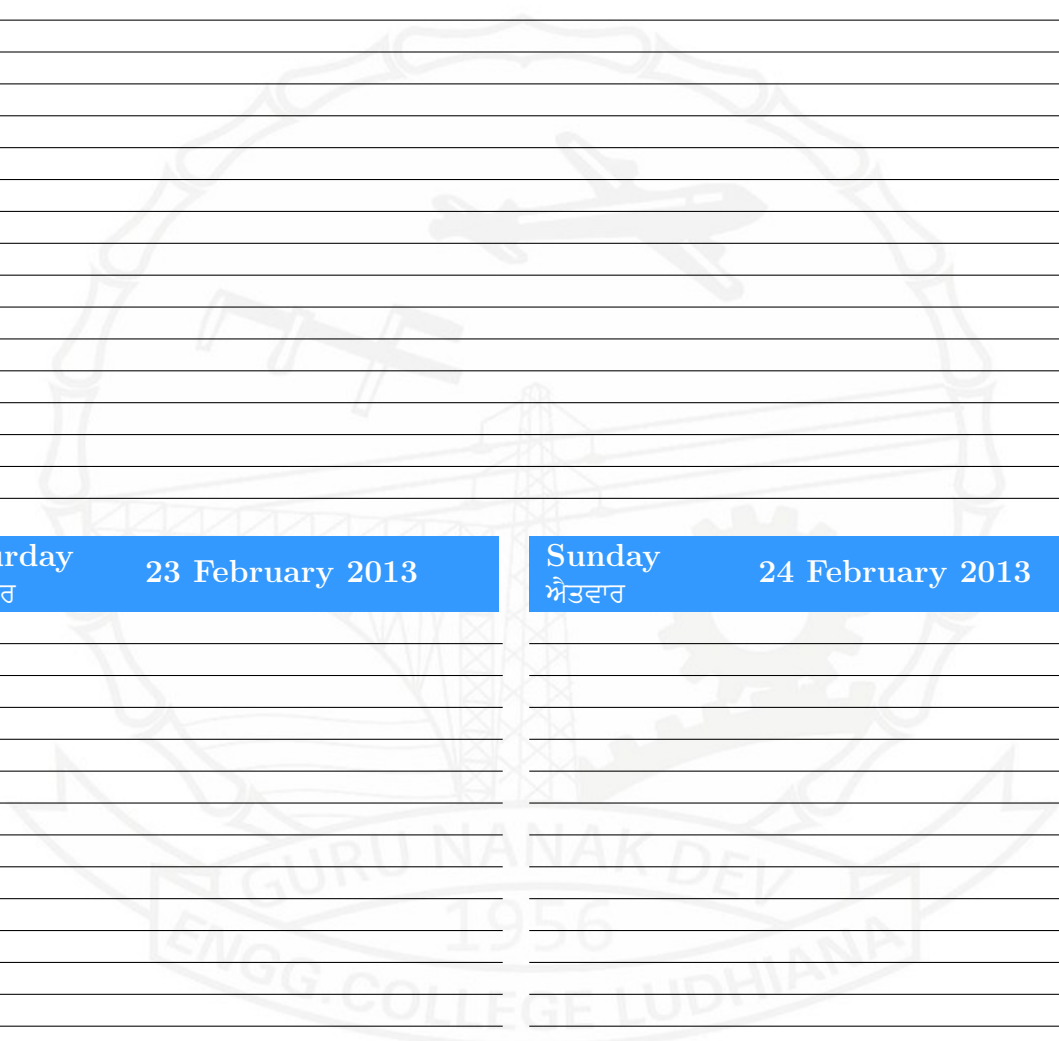 urday
ਰ
23 February 2013
Sunday
ਐਤਵਾਰ
24 February 2013
GURU NANAK DEV
1956
ENGG.COLLEGE LUDHIANA